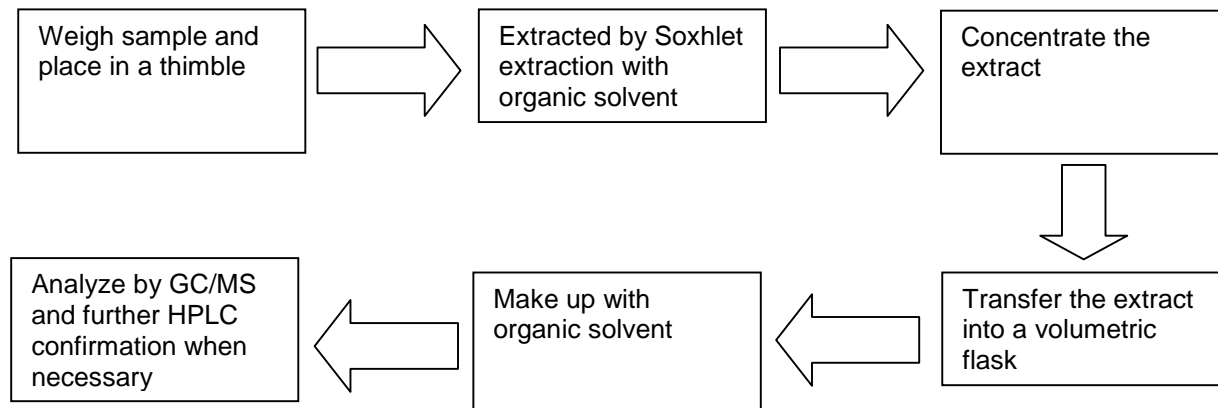 Weigh sample and
place in a thimble
Extracted by Soxhlet
extraction with
organic solvent
Concentrate the
extract
Transfer the extract
into a volumetric
flask
Make up with
organic solvent
Analyze by GC/MS
and further HPLC
confirmation when
necessary